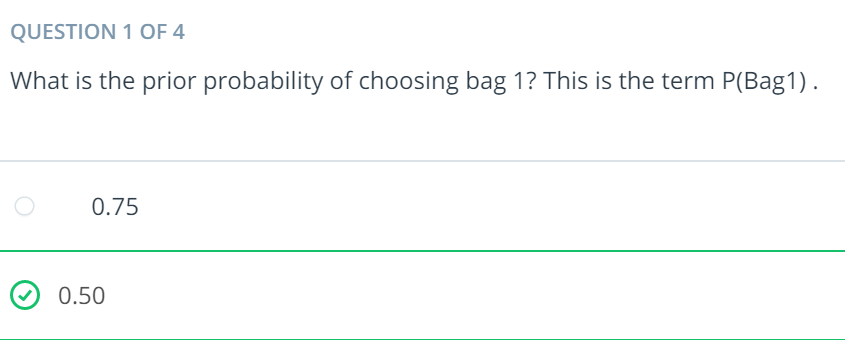 QUESTION 1 OF 4
What is the prior probability of choosing bag 1? This is the term P(Bag1) .
0.75
0.50